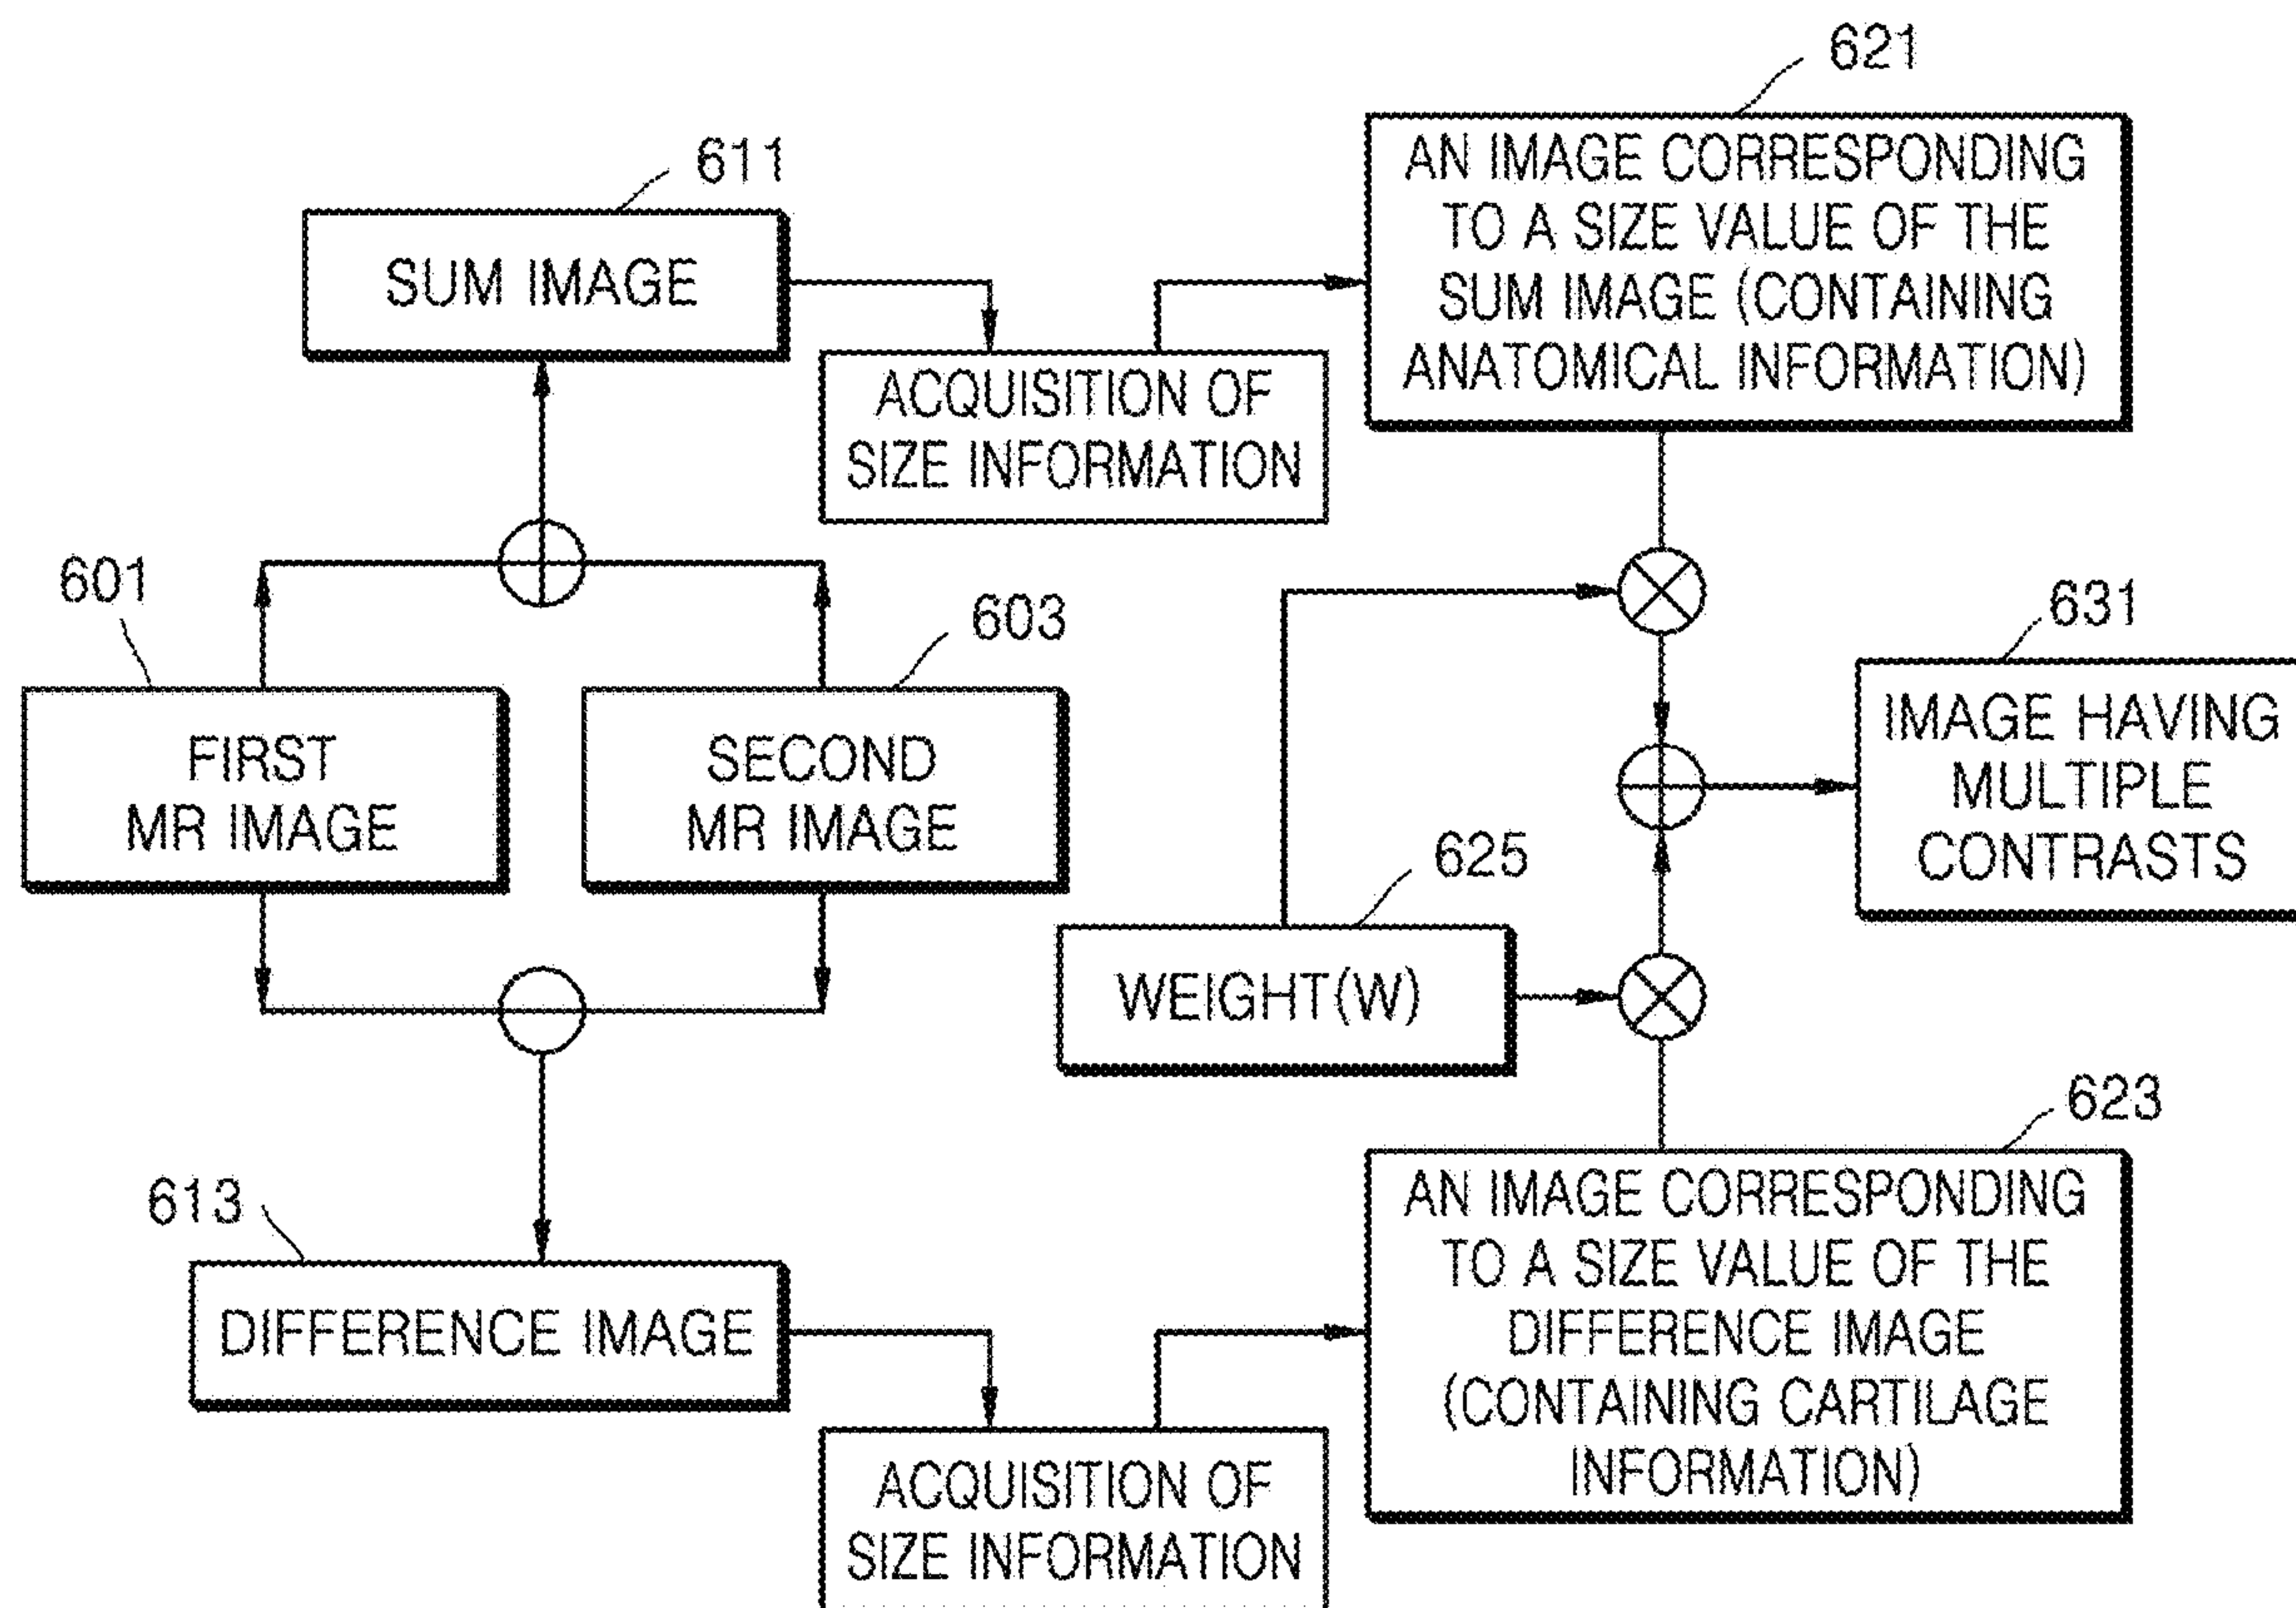 621
611
AN IMAGE CORRESPONDING
TO A SIZE VALUE OF THE
SUM IMAGE (CONTAINING
ANATOMICAL INFORMATION)
SUM IMAGE
ACQUISITION OF
SIZE INFORMATION
601
603
631
FIRST
MR IMAGE
SECOND
MR IMAGE
IMAGE HAVING
MULTIPLE
CONTRASTS
625
WEIGHT(W)
623
613
AN IMAGE CORRESPONDING
TO A SIZE VALUE OF THE
DIFFERENCE IMAGE
(CONTAINING CARTILAGE
INFORMATION)
DIFFERENCE IMAGE
ACQUISITION OF
SIZE INFORMATION